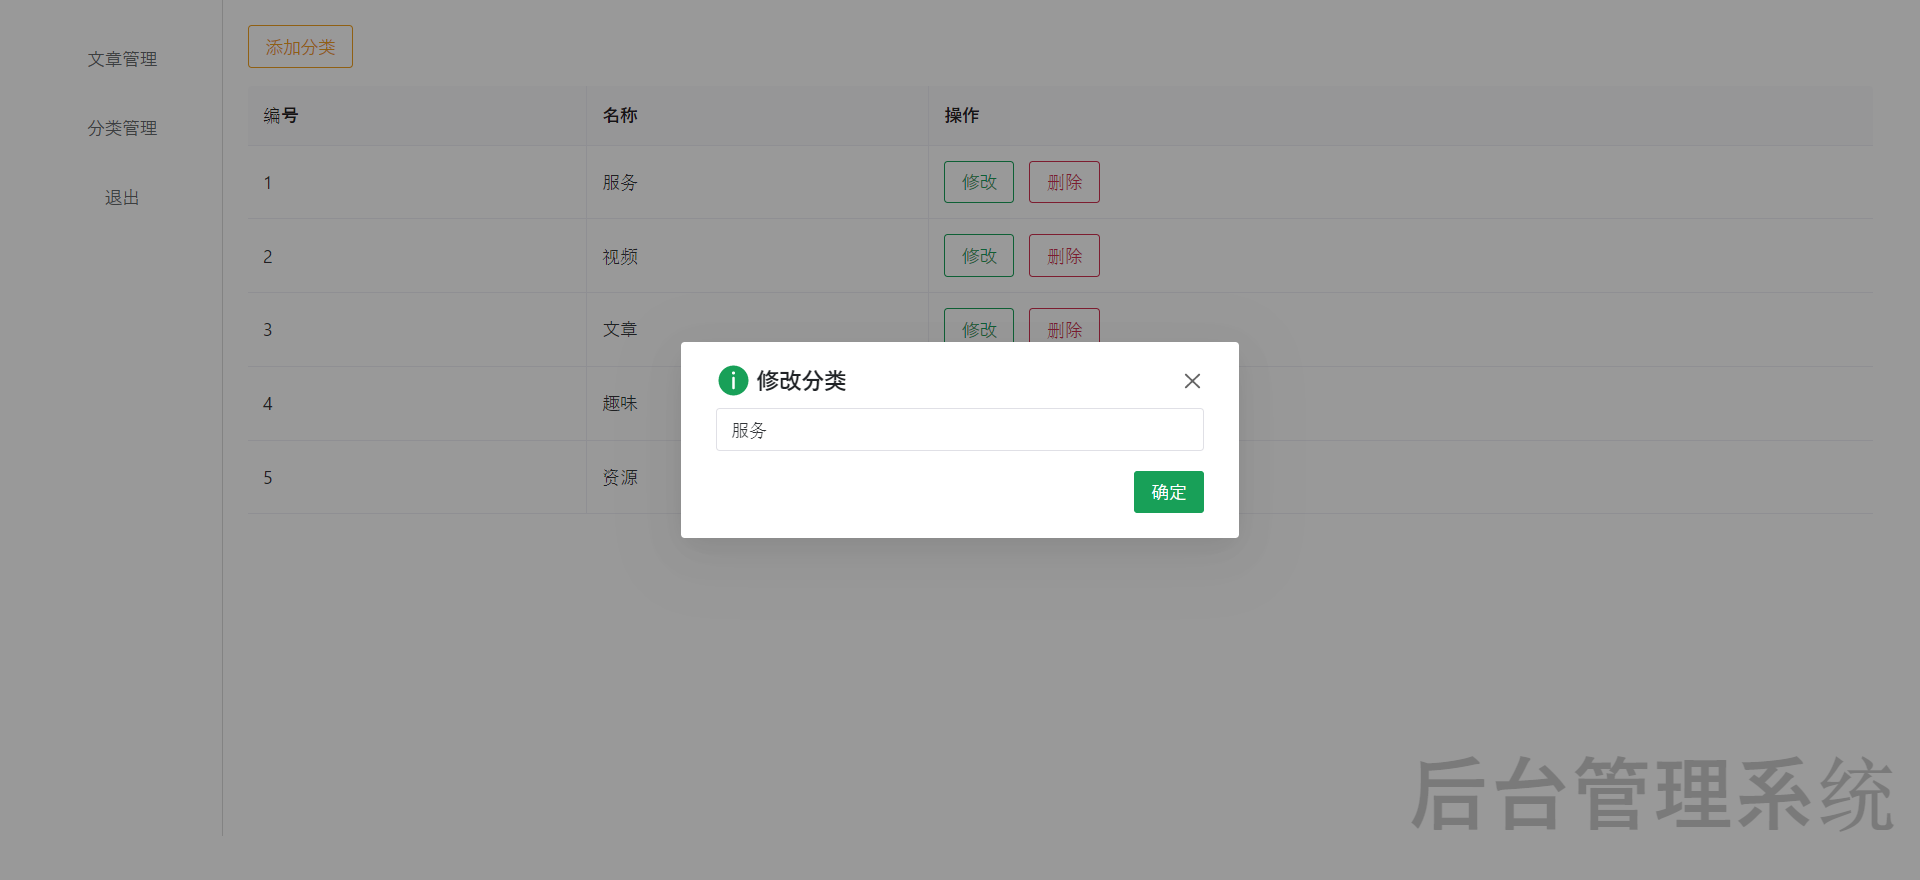 文章管理
分类管理
退出
添加分类
编号 名称 操作
1 服务 修改 删除
2 视频 修改 删除
3 文章 修改 删除
4 趣味
5 资源
修改分类
服务
确定
后台管理系统